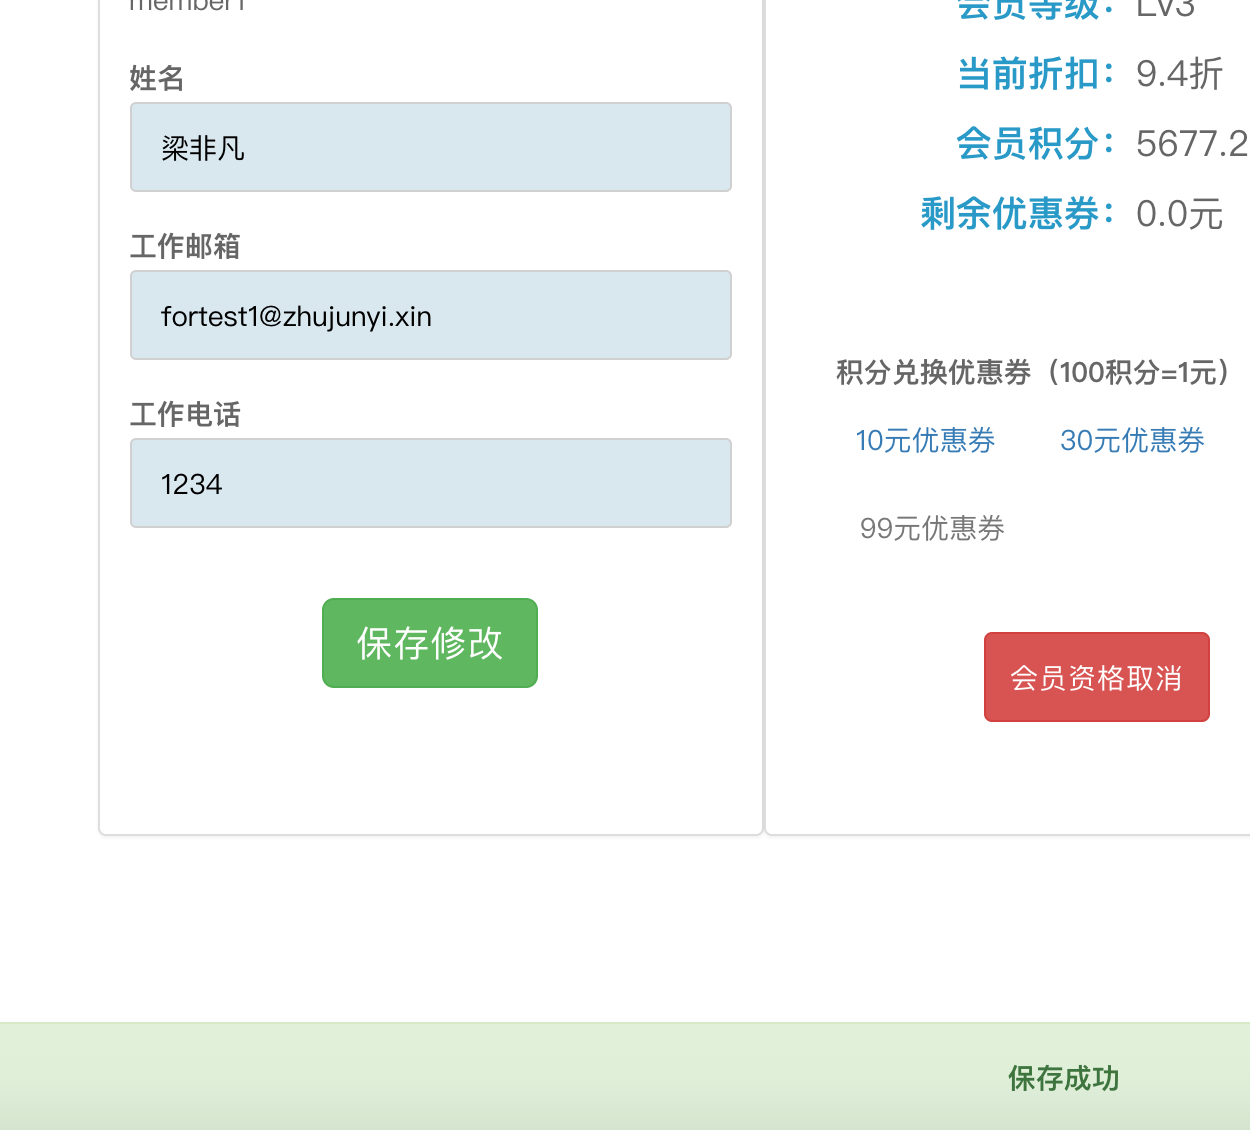 member1
姓名
梁非凡
工作邮箱
fortest1@zhujunyi.xin
工作电话
1234
保存修改
会员等级：Lv3
当前折扣：9.4折
会员积分：5677.2
剩余优惠券：0.0元
积分兑换优惠券（100积分=1元）
10元优惠券 30元优惠券
99元优惠券
会员资格取消
保存成功